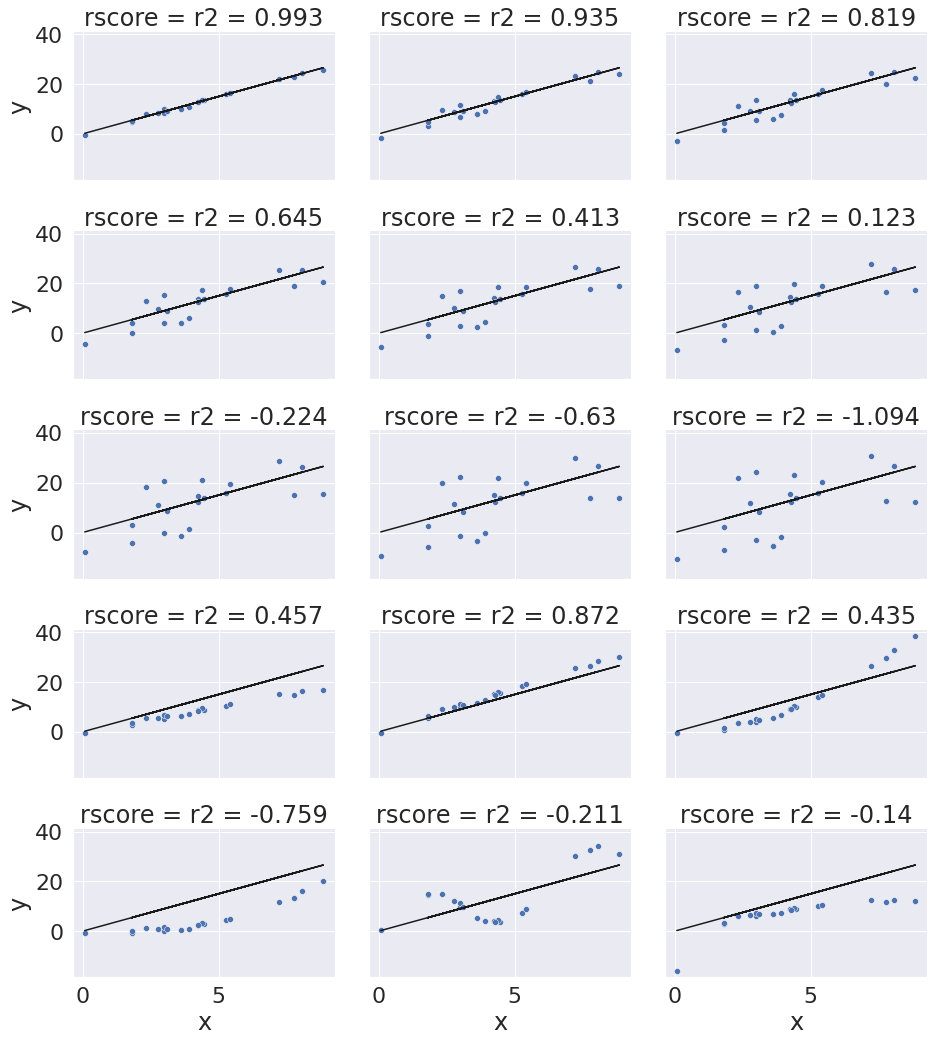 rscore = r2 = 0.993
rscore = r2 = 0.935
rscore = r2 = 0.819
40
20
0
y
rscore = r2 = 0.645
rscore = r2 = 0.413
rscore = r2 = 0.123
40
20
0
y
rscore = r2 = -0.224
rscore = r2 = -0.63
rscore = r2 = -1.094
40
20
0
y
rscore = r2 = 0.457
rscore = r2 = 0.872
rscore = r2 = 0.435
40
20
0
y
rscore = r2 = -0.759
rscore = r2 = -0.211
rscore = r2 = -0.14
40
20
0
y
0 5
0 5
0 5
x
x
x